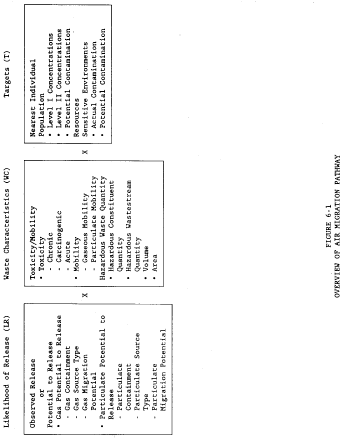 Likelihood of Release (LR)
Observed Release
or
Potential to Release
• Gas Potential to Release
- Gas Containment
- Gas Source Type
- Gas Migration
Potential
• Particulate Potential to
Release
- Particulate
Containment
- Particulate Source
Type
- Particulate
Migration Potential
X
Waste Characteristics (WC)
Toxicity/Mobility
• Toxicity
- Chronic
- Carcinogenic
- Acute
• Mobility
- Gaseous Mobility
- Particulate Mobility
Hazardous Waste Quantity
• Hazardous Constituent
Quantity
• Hazardous Wastestream
Quantity
• Volume
• Area
X
Targets (T)
Nearest Individual
Population
• Level I Concentrations
• Level II Concentrations
• Potential Contamination
Resources
Sensitive Environments
• Actual Contamination
• Potential Contamination
FIGURE 6-1
OVERVIEW OF AIR MIGRATION PATHWAY